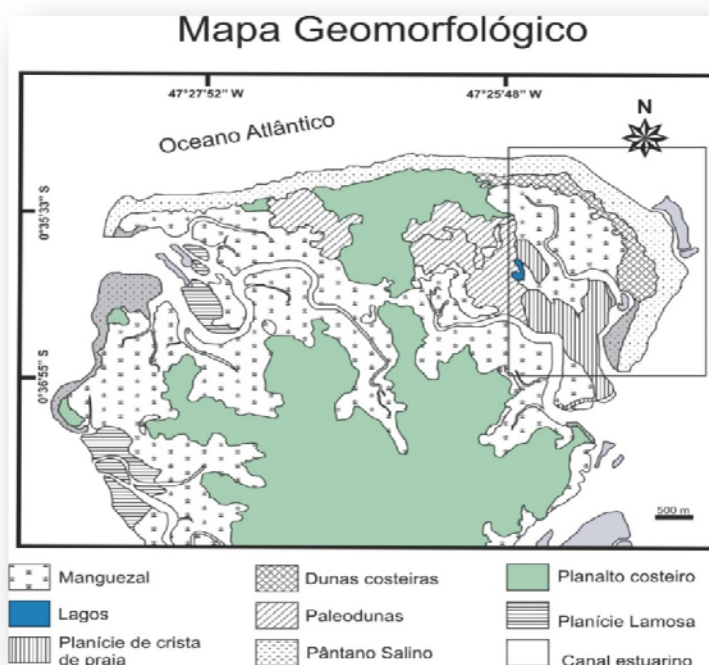 Mapa Geomorfológico
47°27'52'' W
47°25'48'' W
Oceano Atlântico
N
0°35'33'' S
0°36'55'' S
500 m
Manguezal
Dunas costeiras
Planalto costeiro
Lagos
Paleodunas
Planície Lamosa
Planície de crista
de praia
Pântano Salino
Canal estuarino